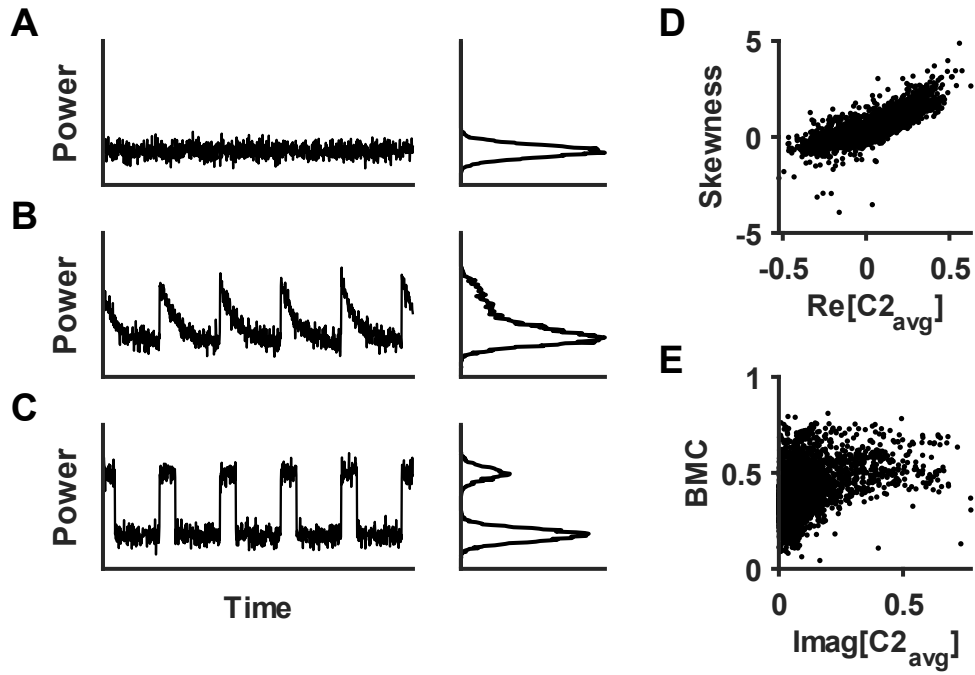 A
Power
B
Power
C
Power
Time
D
Skewness
5
0
-5
-0.5
0
0.5
Re[C2avg]
E
BMC
1
0.5
0
0
0.5
Imag[C2avg]